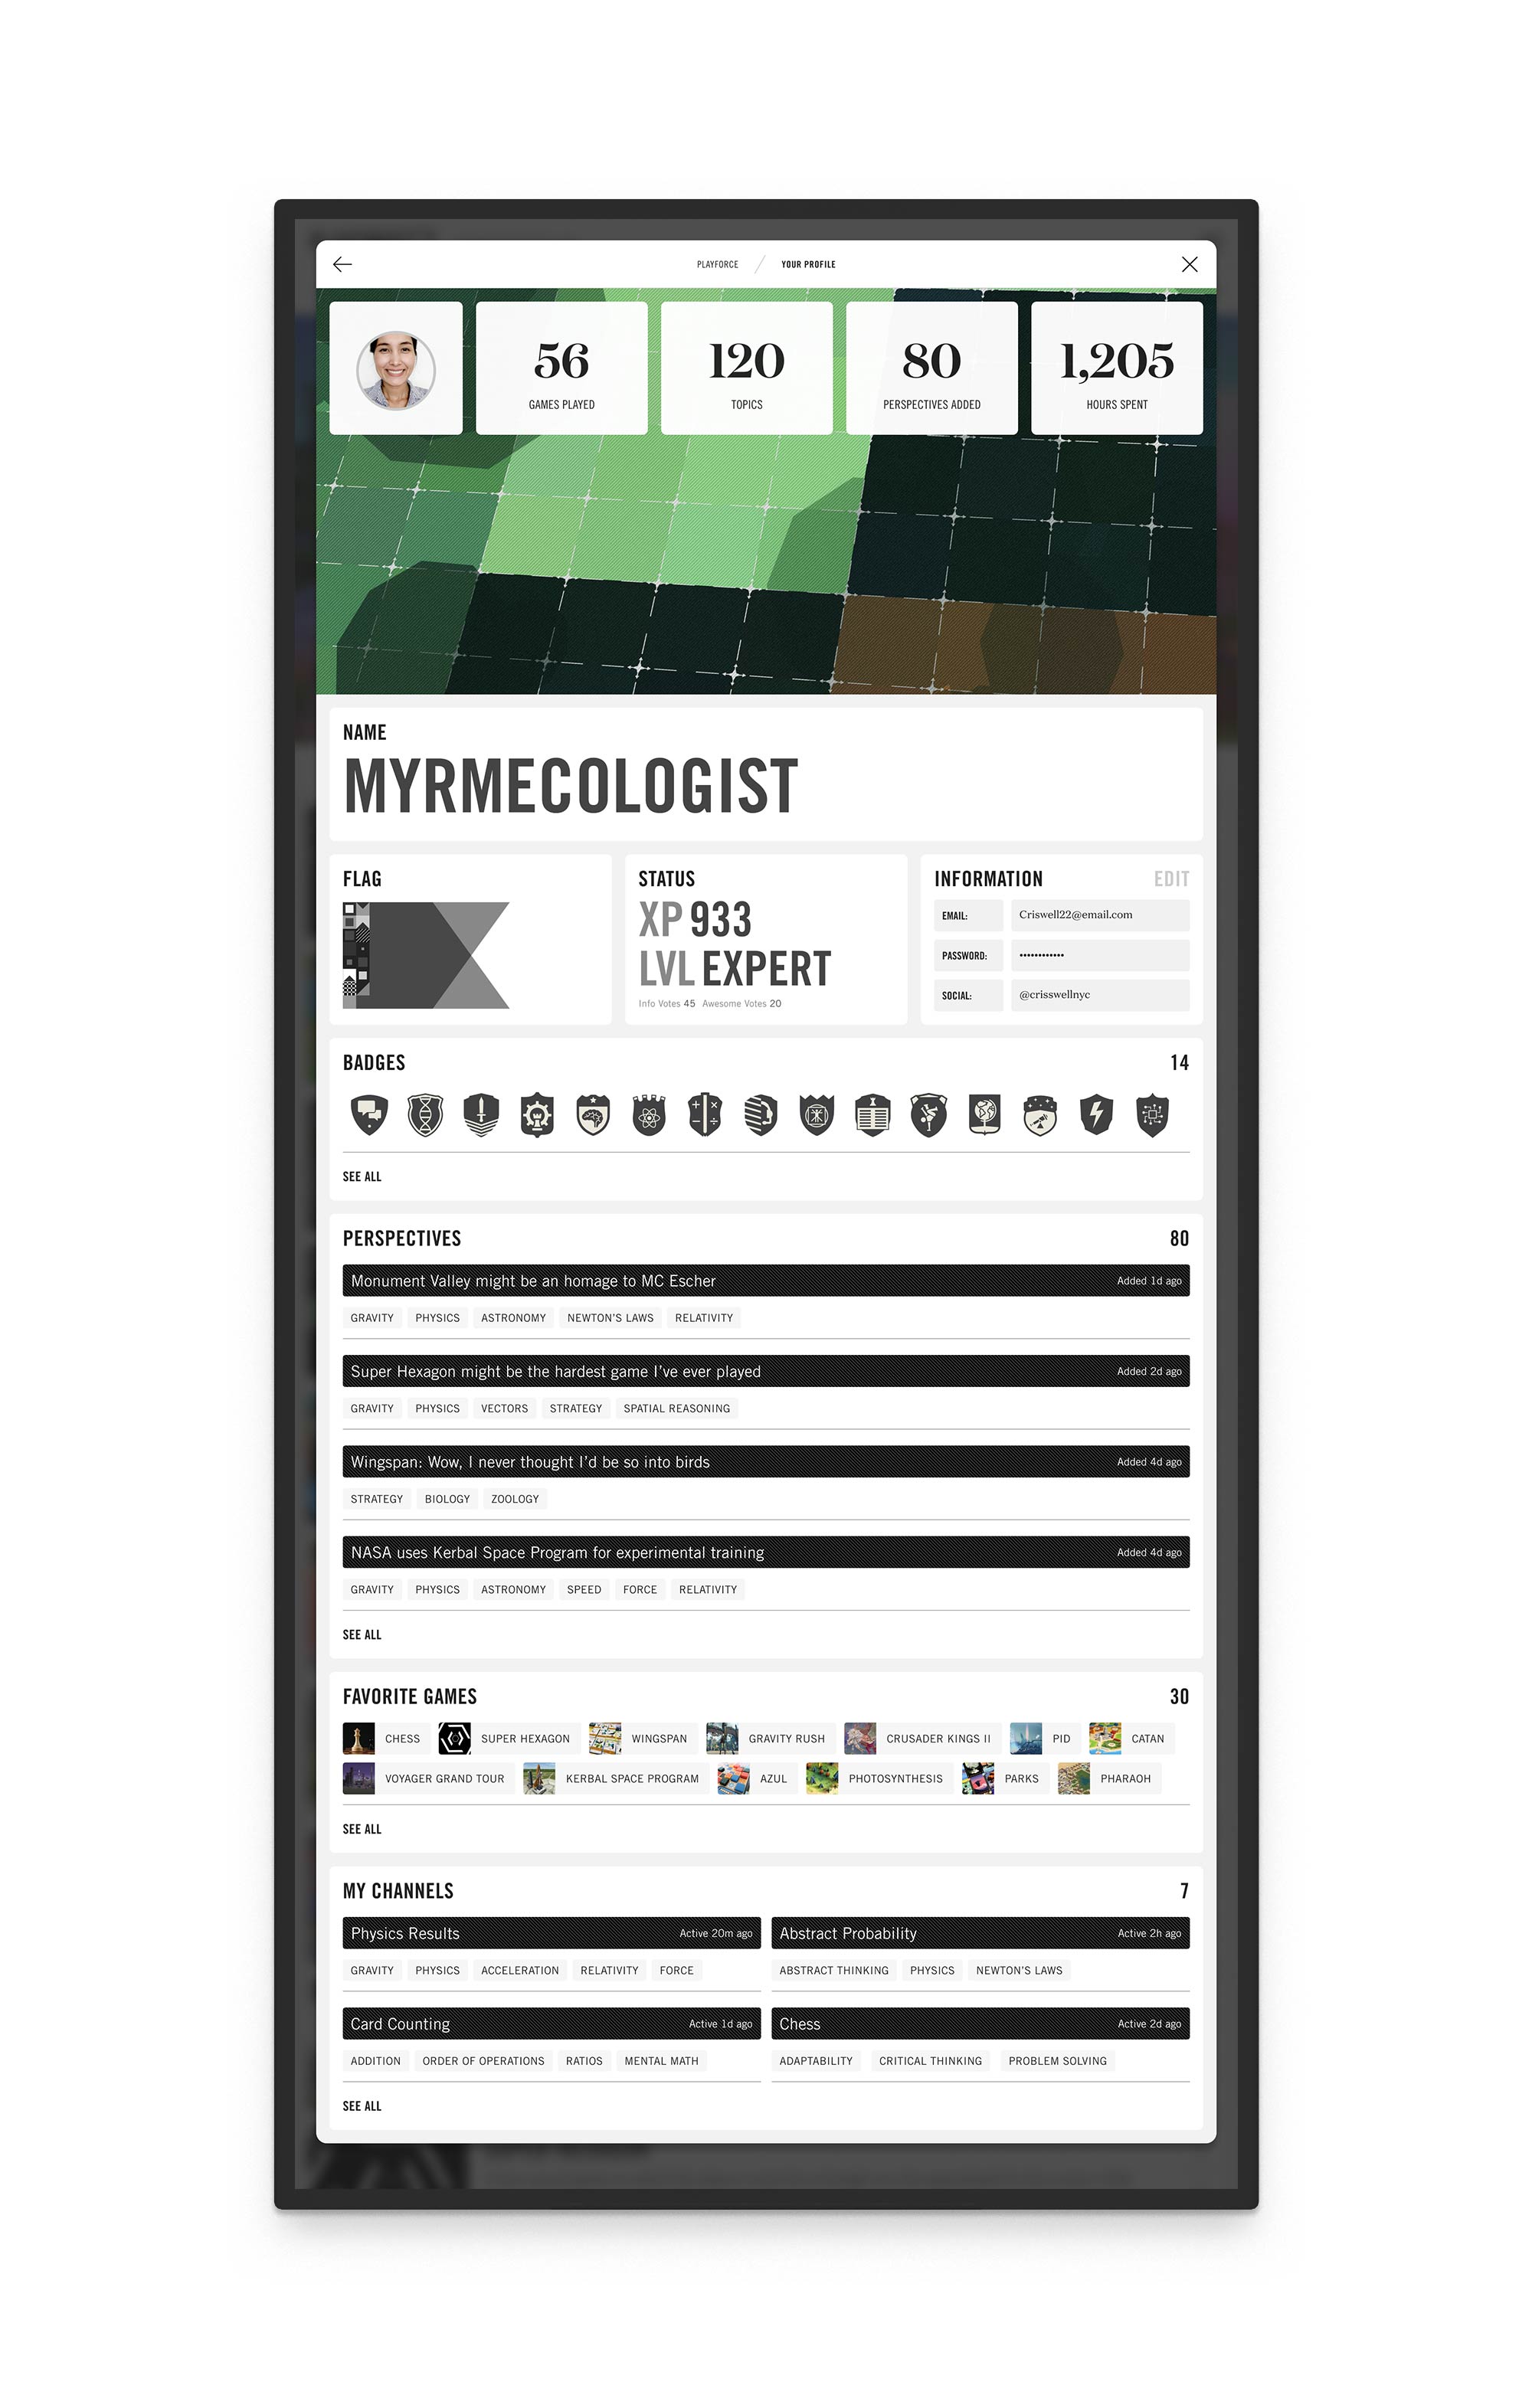 PLAYFORCE / YOUR PROFILE
56
GAMES PLAYED
120
TOPICS
80
PERSPECTIVES ADDED
1,205
HOURS SPENT
NAME
MYRMECOLOGIST
FLAG
STATUS
XP 933
LVL EXPERT
Info Votes 45 Awesome Votes 20
INFORMATION EDIT
EMAIL: Criswell22@email.com
PASSWORD: ••••••••••••
SOCIAL: @crisswellnyc
BADGES 14
SEE ALL
PERSPECTIVES 80
Monument Valley might be an homage to MC Escher Added 1d ago
GRAVITY PHYSICS ASTRONOMY NEWTON'S LAWS RELATIVITY
Super Hexagon might be the hardest game I've ever played Added 2d ago
GRAVITY PHYSICS VECTORS STRATEGY SPATIAL REASONING
Wingspan: Wow, I never thought I'd be so into birds Added 4d ago
STRATEGY BIOLOGY ZOOLOGY
NASA uses Kerbal Space Program for experimental training Added 4d ago
GRAVITY PHYSICS ASTRONOMY SPEED FORCE RELATIVITY
SEE ALL
FAVORITE GAMES 30
CHESS SUPER HEXAGON WINGSPAN GRAVITY RUSH CRUSADER KINGS II PID CATAN
VOYAGER GRAND TOUR KERBAL SPACE PROGRAM AZUL PHOTOSYNTHESIS PARKS PHARAOH
SEE ALL
MY CHANNELS 7
Physics Results Active 20m ago
GRAVITY PHYSICS ACCELERATION RELATIVITY FORCE
Abstract Probability Active 2h ago
ABSTRACT THINKING PHYSICS NEWTON'S LAWS
Card Counting Active 1d ago
ADDITION ORDER OF OPERATIONS RATIOS MENTAL MATH
Chess Active 2d ago
ADAPTABILITY CRITICAL THINKING PROBLEM SOLVING
SEE ALL